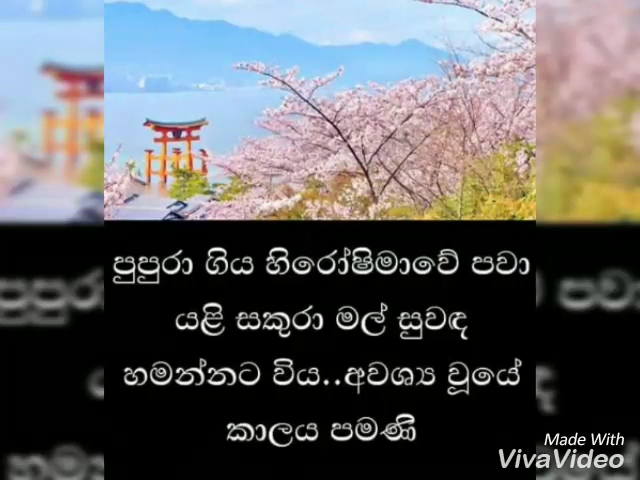 පුපුරා ගිය හිරෝෂිමාවේ පවා
යළි සකුරා මල් සුවඳ
හමන්නට විය..අවශ්‍ය වූයේ
කාලය පමණි
Made With
VivaVideo